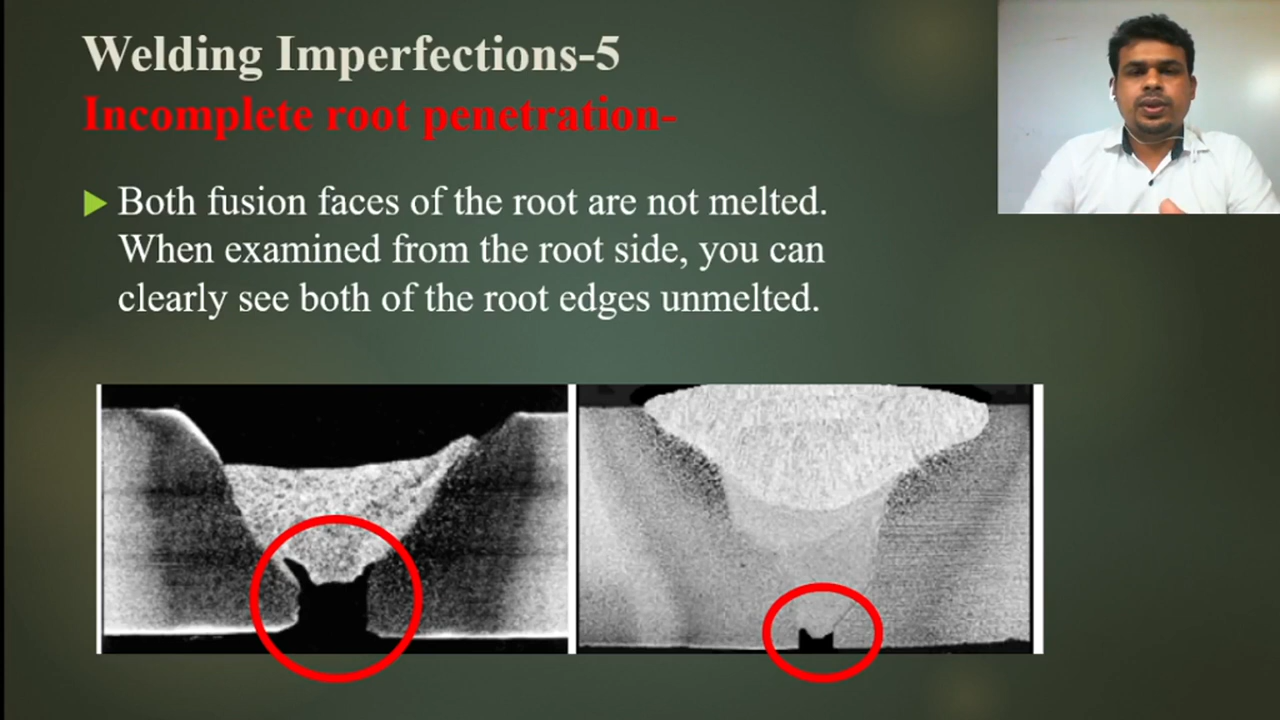 Welding Imperfections-5
Incomplete root penetration-
Both fusion faces of the root are not melted.
When examined from the root side, you can
clearly see both of the root edges unmelted.